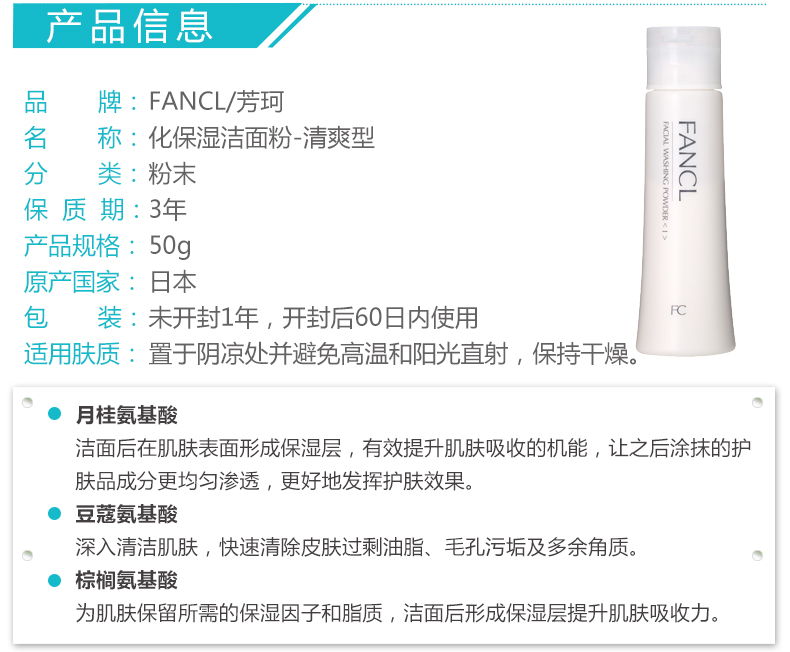 产品信息
品 牌：FANCL/芳珂
名 称：化保湿洁面粉-清爽型
分 类：粉末
保 质 期：3年
产品规格：50g
原产国家：日本
包 装：未开封1年，开封后60日内使用
适用肤质：置于阴凉处并避免高温和阳光直射，保持干燥。
FANCL
FACIAL WASHING POWDER < I >
FC
月桂氨基酸
洁面后在肌肤表面形成保湿层，有效提升肌肤吸收的机能，让之后涂抹的护
肤品成分更均匀渗透，更好地发挥护肤效果。
豆蔻氨基酸
深入清洁肌肤，快速清除皮肤过剩油脂、毛孔污垢及多余角质。
棕榈氨基酸
为肌肤保留所需的保湿因子和脂质，洁面后形成保湿层提升肌肤吸收力。